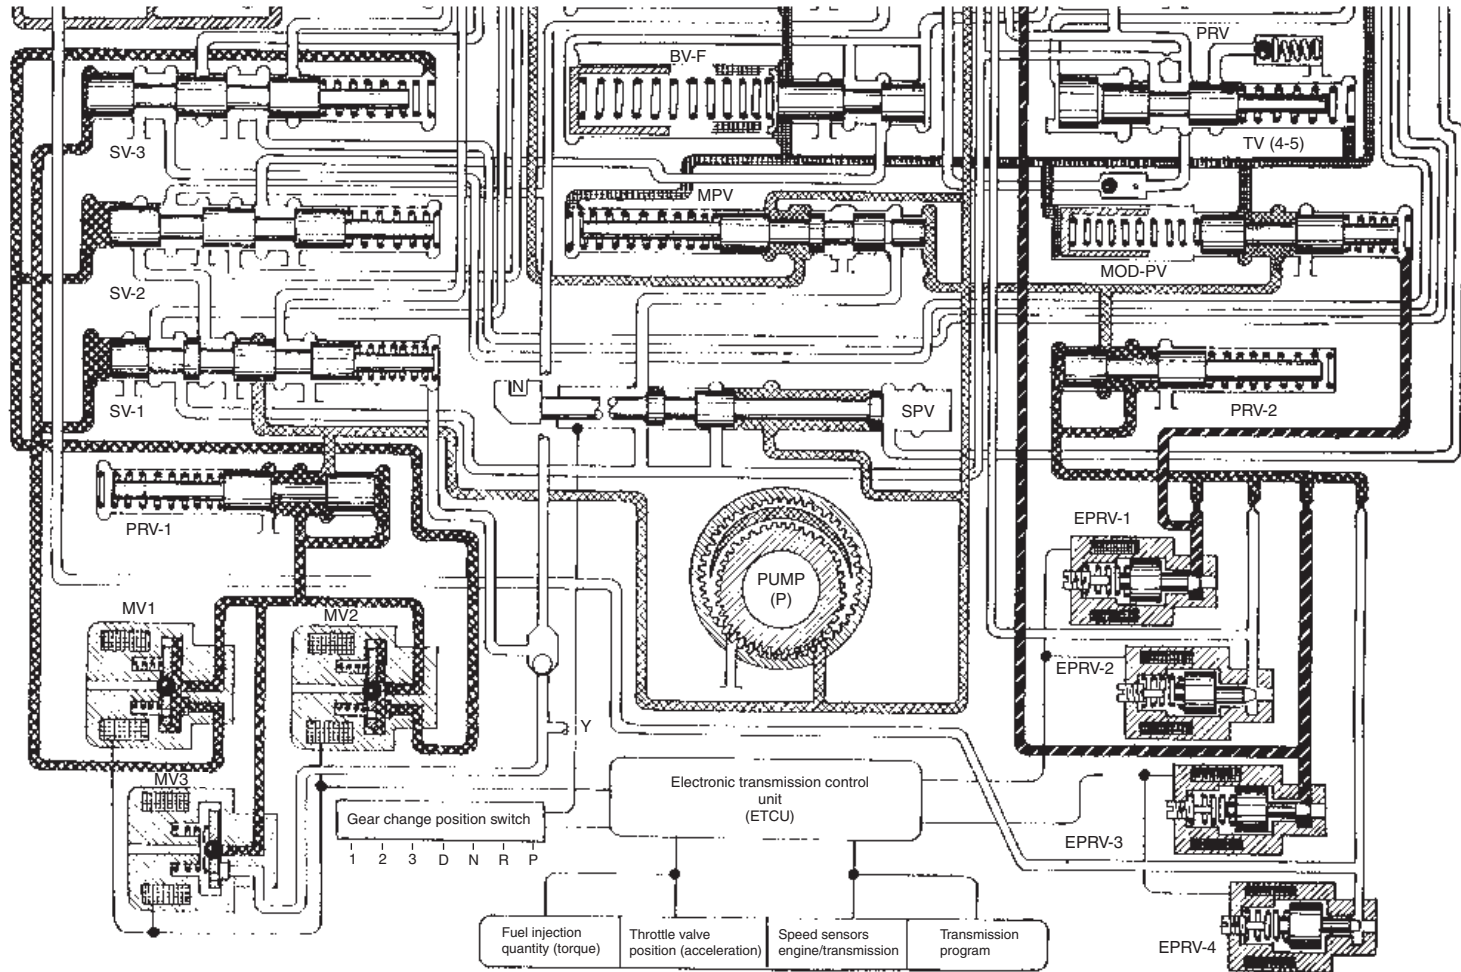 PRV
BV-F
SV-3
TV (4-5)
MPV
MOD-PV
SV-2
N
SV-1
SPV
PRV-2
PRV-1
EPRV-1
PUMP
(P)
MV1
MV2
EPRV-2
Y
MV3
Electronic transmission control
unit
(ETCU)
Gear change position switch
1 2 3 D N R P
EPRV-3
Fuel injection
quantity (torque)
Throttle valve
position (acceleration)
Speed sensors
engine/transmission
Transmission
program
EPRV-4